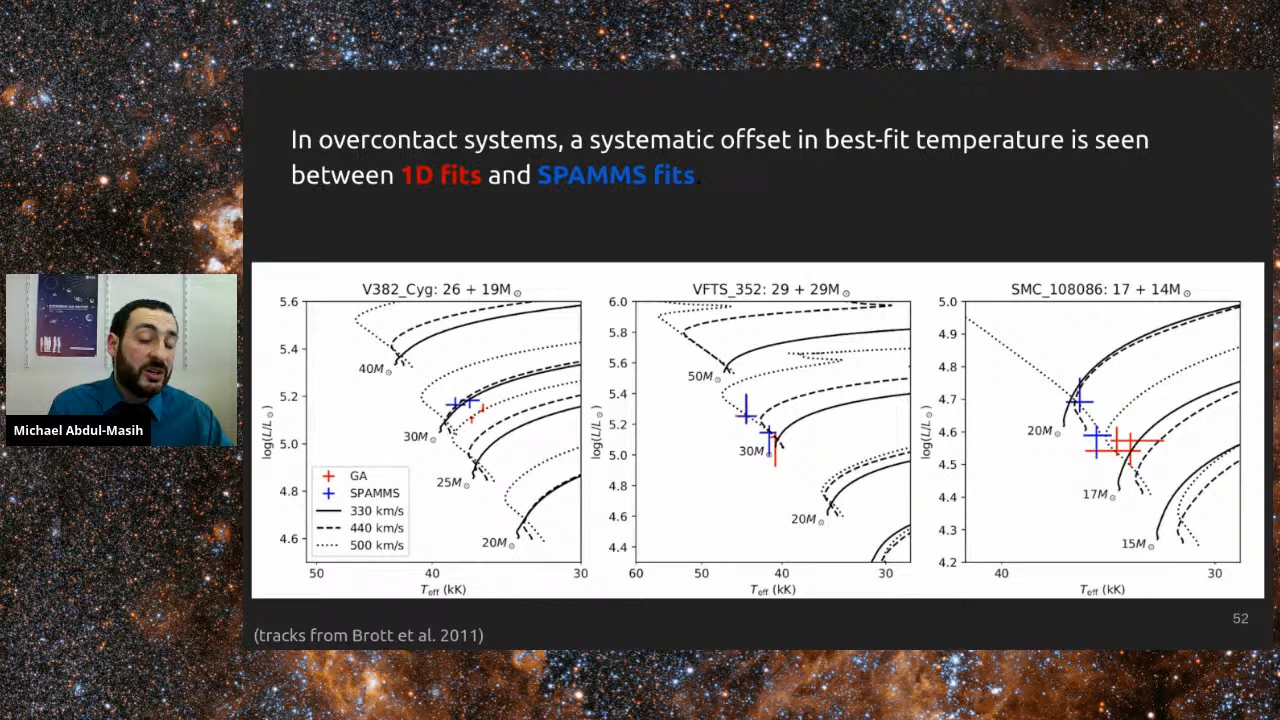 In overcontact systems, a systematic offset in best-fit temperature is seen
between 1D fits and SPAMMS fits.
V382_Cyg: 26 + 19M☉
5.6
5.4
5.2
5.0
4.8
4.6
log(L/L☉)
40M☉
30M☉
25M☉
20M☉
GA
SPAMMS
330 km/s
440 km/s
500 km/s
50 40 30
Teff (kK)
VFTS_352: 29 + 29M☉
6.0
5.8
5.6
5.4
5.2
5.0
4.8
4.6
4.4
log(L/L☉)
50M☉
30M☉
20M☉
60 50 40 30
Teff (kK)
SMC_108086: 17 + 14M☉
5.0
4.9
4.8
4.7
4.6
4.5
4.4
4.3
4.2
log(L/L☉)
20M☉
17M☉
15M☉
40 30
Teff (kK)
Michael Abdul-Masih
52
(tracks from Brott et al. 2011)